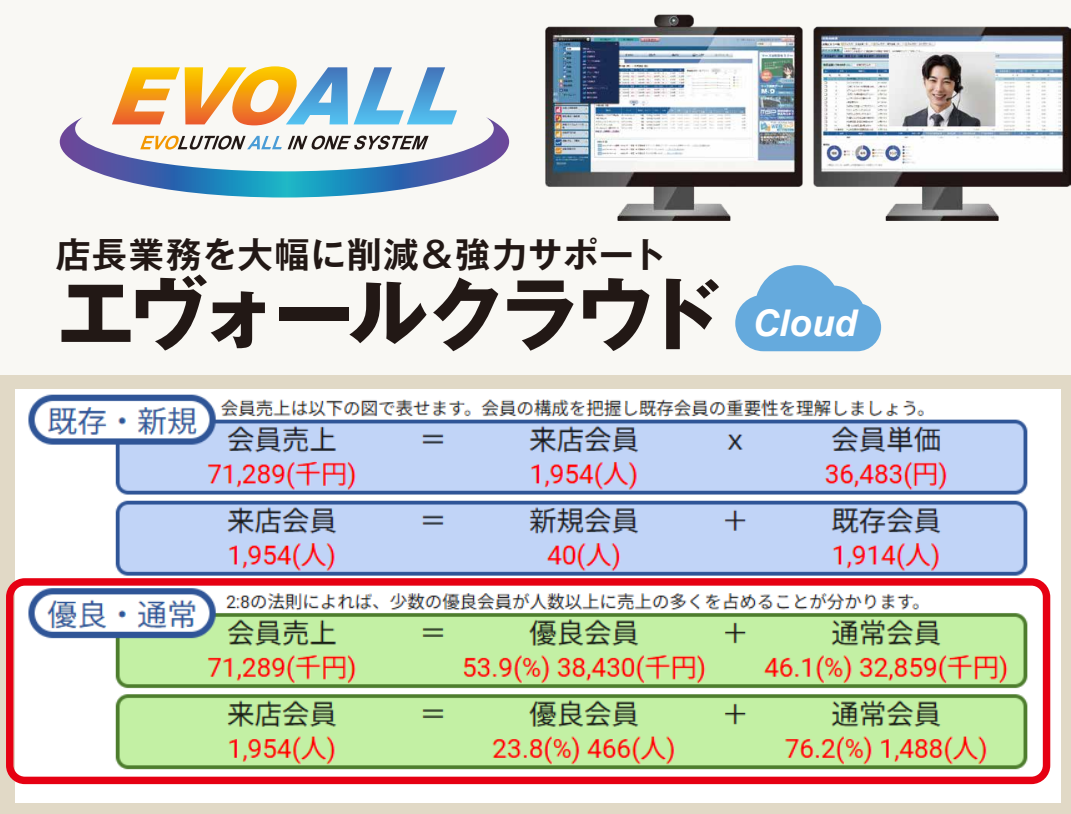 EVOALL
EVOLUTION ALL IN ONE SYSTEM
店長業務を大幅に削減&強力サポート
エヴォールクラウド
Cloud
既存・新規
会員売上は以下の図で表せます。会員の構成を把握し既存会員の重要性を理解しましょう。
会員売上 = 来店会員 x 会員単価
71,289(千円) 1,954(人) 36,483(円)
来店会員 = 新規会員 + 既存会員
1,954(人) 40(人) 1,914(人)
優良・通常
2:8の法則によれば、少数の優良会員が人数以上に売上の多くを占めることが分かります。
会員売上 = 優良会員 + 通常会員
71,289(千円) 53.9(%) 38,430(千円) 46.1(%) 32,859(千円)
来店会員 = 優良会員 + 通常会員
1,954(人) 23.8(%) 466(人) 76.2(%) 1,488(人)